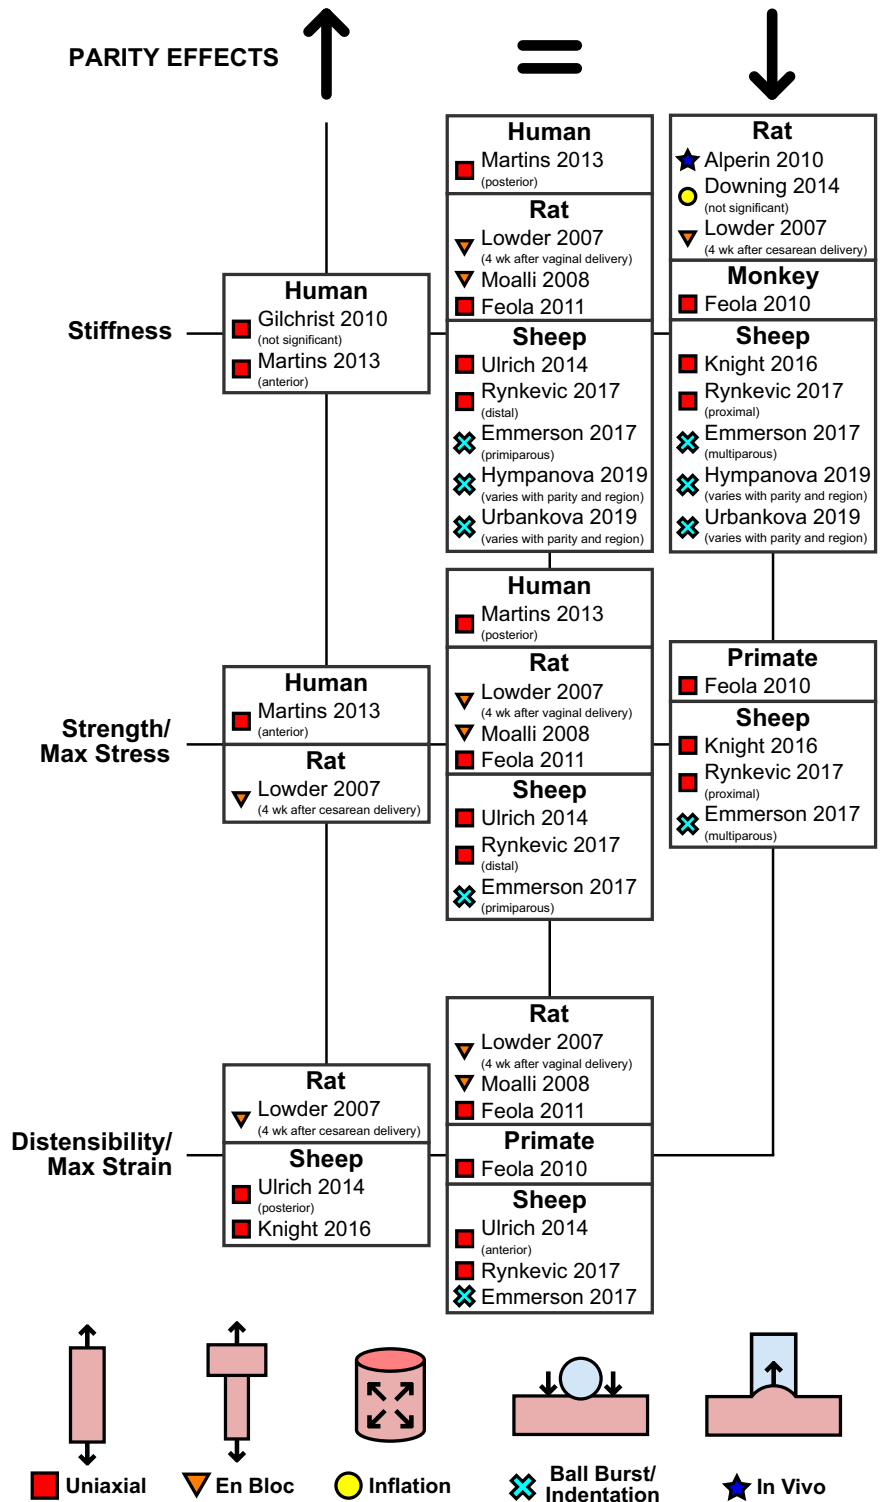 PARITY EFFECTS
=
Stiffness
Human
Gilchrist 2010
(not significant)
Martins 2013
(anterior)
Human
Martins 2013
(posterior)
Rat
Lowder 2007
(4 wk after vaginal delivery)
Moalli 2008
Feola 2011
Sheep
Ulrich 2014
Rynkevic 2017
(distal)
Emmerson 2017
(primiparous)
Hympanova 2019
(varies with parity and region)
Urbankova 2019
(varies with parity and region)
Rat
Alperin 2010
Downing 2014
(not significant)
Lowder 2007
(4 wk after cesarean delivery)
Monkey
Feola 2010
Sheep
Knight 2016
Rynkevic 2017
(proximal)
Emmerson 2017
(multiparous)
Hympanova 2019
(varies with parity and region)
Urbankova 2019
(varies with parity and region)
Strength/
Max Stress
Human
Martins 2013
(anterior)
Rat
Lowder 2007
(4 wk after cesarean delivery)
Human
Martins 2013
(posterior)
Rat
Lowder 2007
(4 wk after vaginal delivery)
Moalli 2008
Feola 2011
Sheep
Ulrich 2014
Rynkevic 2017
(distal)
Emmerson 2017
(primiparous)
Primate
Feola 2010
Sheep
Knight 2016
Rynkevic 2017
(proximal)
Emmerson 2017
(multiparous)
Distensibility/
Max Strain
Rat
Lowder 2007
(4 wk after cesarean delivery)
Sheep
Ulrich 2014
(posterior)
Knight 2016
Rat
Lowder 2007
(4 wk after vaginal delivery)
Moalli 2008
Feola 2011
Primate
Feola 2010
Sheep
Ulrich 2014
(anterior)
Rynkevic 2017
Emmerson 2017
Uniaxial
En Bloc
Inflation
Ball Burst/
Indentation
In Vivo